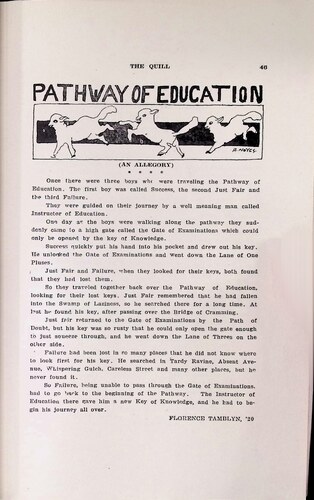 THE QUILL 46
PATHWAY OF EDUCATION
R. NOYES
(AN ALLEGORY)
* * * *
Once there were three boys who were traveling the Pathway of
Education. The first boy was called Success, the second Just Fair and
the third Failure.
They were guided on their journey by a well meaning man called
Instructor of Education.
One day as the boys were walking along the pathway they sud-
denly came to a high gate called the Gate of Examinations which could
only be opened by the key of Knowledge.
Success quickly put his hand into his pocket and drew out his key.
He unlocked the Gate of Examinations and went down the Lane of One
Pluses.
Just Fair and Failure, when they looked for their keys, both found
that they had lost them.
So they traveled together back over the Pathway of Education,
looking for their lost keys. Just Fair remembered that he had fallen
into the Swamp of Laziness, so he searched there for a long time. At
last he found his key, after passing over the Bridge of Cramming.
Just Fair returned to the Gate of Examinations by the Path of
Doubt, but his key was so rusty that he could only open the gate enough
to just squeeze through, and he went down the Lane of Threes on the
other side.
Failure had been lost in so many places that he did not know where
to look first for his key. He searched in Tardy Ravine, Absent Ave-
nue, Whispering Gulch, Careless Street and many other places, but he
never found it.
So Failure, being unable to pass through the Gate of Examinations,
had to go back to the beginning of the Pathway. The Instructor of
Education there gave him a new Key of Knowledge, and he had to be-
gin his journey all over.
FLORENCE TAMBLYN, '20